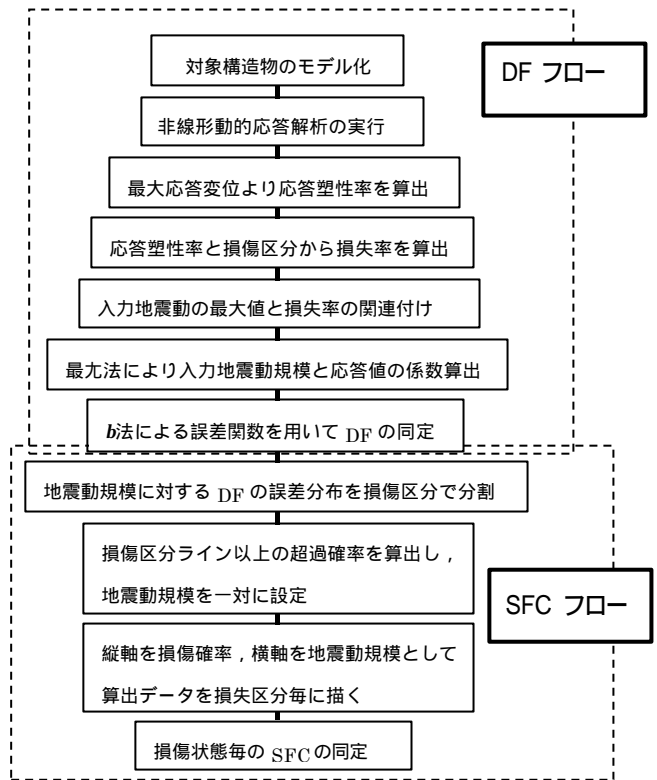 対象構造物のモデル化
DF フロー
非線形動的応答解析の実行
最大応答変位より応答塑性率を算出
応答塑性率と損傷区分から損失率を算出
入力地震動の最大値と損失率の関連付け
最尤法により入力地震動規模と応答値の係数算出
b法による誤差関数を用いて DF の同定
地震動規模に対する DF の誤差分布を損傷区分で分割
損傷区分ライン以上の超過確率を算出し，
地震動規模を一対に設定
SFC フロー
縦軸を損傷確率，横軸を地震動規模として
算出データを損失区分毎に描く
損傷状態毎の SFC の同定